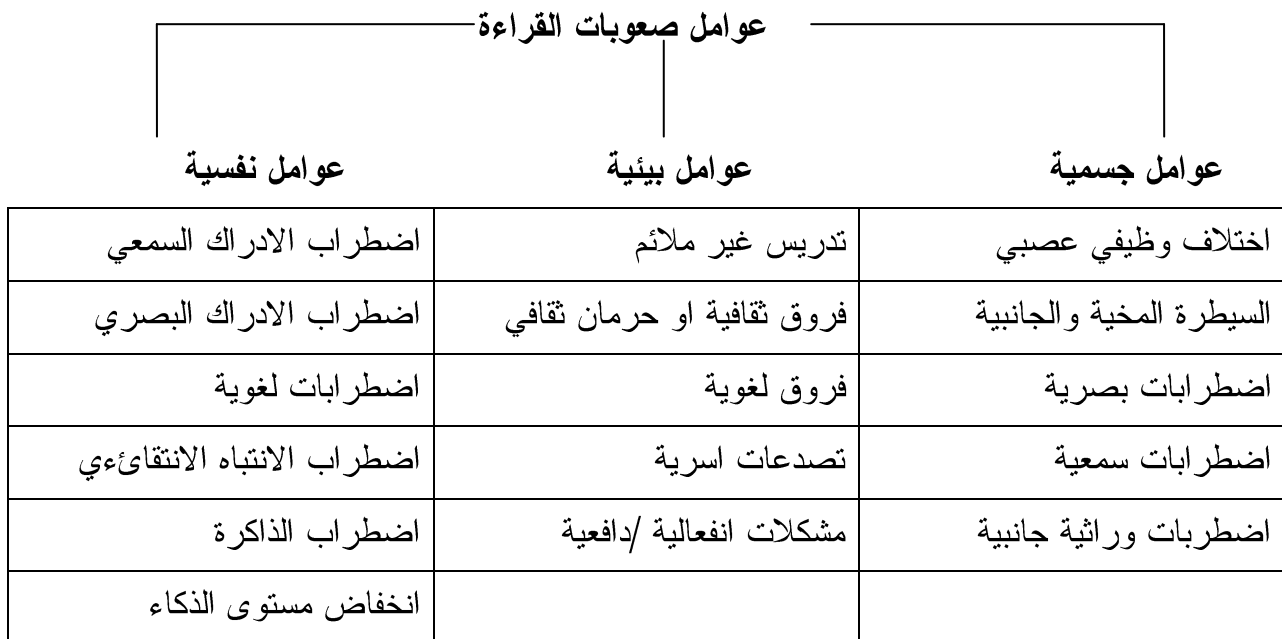 عوامل صعوبات القراءة
عوامل جسمية عوامل بيئية عوامل نفسية
اختلاف وظيفي عصبي تدريس غير ملائم اضطراب الادراك السمعي
السيطرة المخية والجانبية فروق ثقافية او حرمان ثقافي اضطراب الادراك البصري
اضطرابات بصرية فروق لغوية اضطرابات لغوية
اضطرابات سمعية تصدعات اسرية اضطراب الانتباه الانتقائءي
اضطربات وراثية جانبية مشكلات انفعالية /دافعية اضطراب الذاكرة
انخفاض مستوى الذكاء